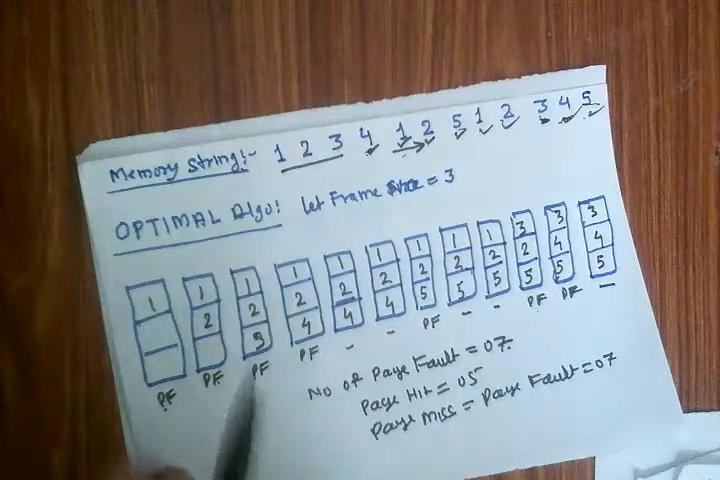 Memory String:- 1 2 3 4 1 2 5 1 2 3 4 5
OPTIMAL Algo: Let Frame Size = 3
1 1 1 1 1 1 1 1 1 3 3 3
2 2 2 2 2 2 2 2 2 4 4
3 4 4 4 5 5 5 5 5 5
PF PF PF PF - - PF - - PF PF -
No of Page Fault = 07.
Page Hit = 05
Page Miss = Page Fault = 07